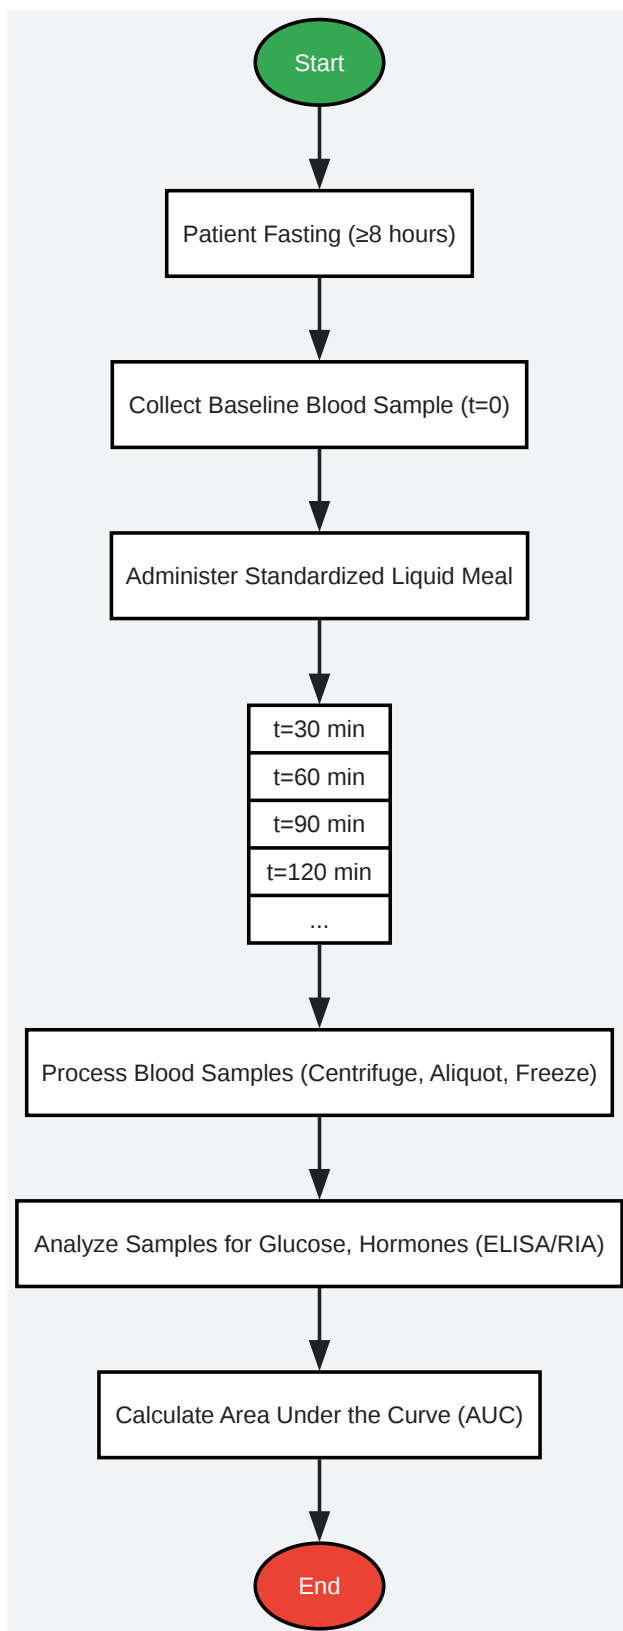 Start
Patient Fasting (≥8 hours)
Collect Baseline Blood Sample (t=0)
Administer Standardized Liquid Meal
t=30 min
t=60 min
t=90 min
t=120 min
...
Process Blood Samples (Centrifuge, Aliquot, Freeze)
Analyze Samples for Glucose, Hormones (ELISA/RIA)
Calculate Area Under the Curve (AUC)
End